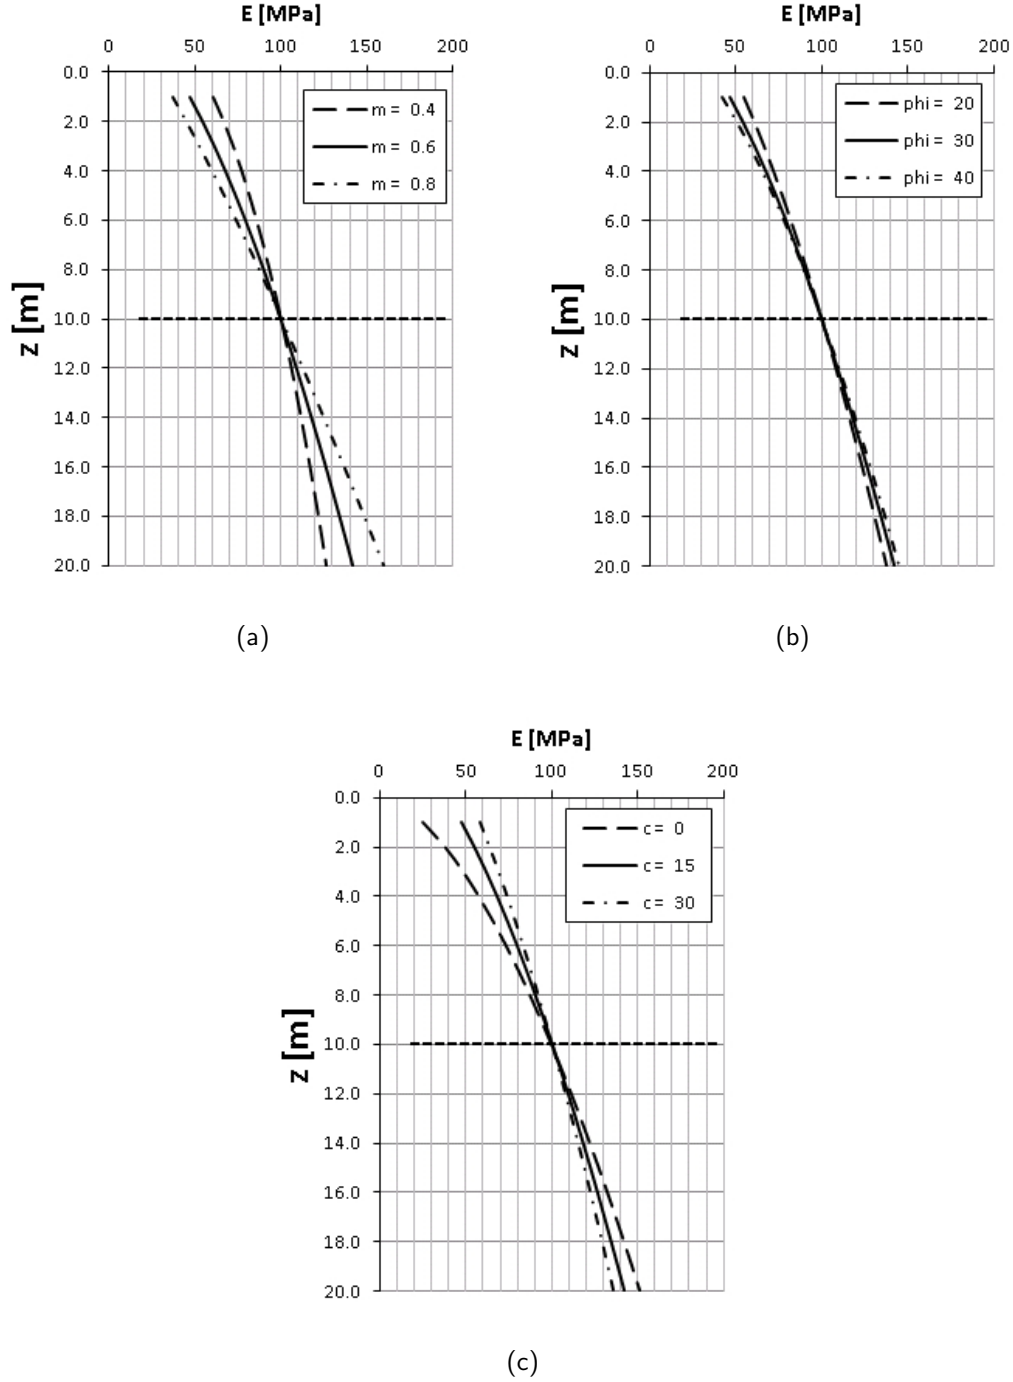 E [MPa]
0 50 100 150 200
0.0
2.0
4.0
6.0
8.0
10.0
12.0
14.0
16.0
18.0
20.0
z [m]
m = 0.4
m = 0.6
m = 0.8
(a)
E [MPa]
0 50 100 150 200
0.0
2.0
4.0
6.0
8.0
10.0
12.0
14.0
16.0
18.0
20.0
z [m]
phi = 20
phi = 30
phi = 40
(b)
E [MPa]
0 50 100 150 200
0.0
2.0
4.0
6.0
8.0
10.0
12.0
14.0
16.0
18.0
20.0
z [m]
c = 0
c = 15
c = 30
(c)